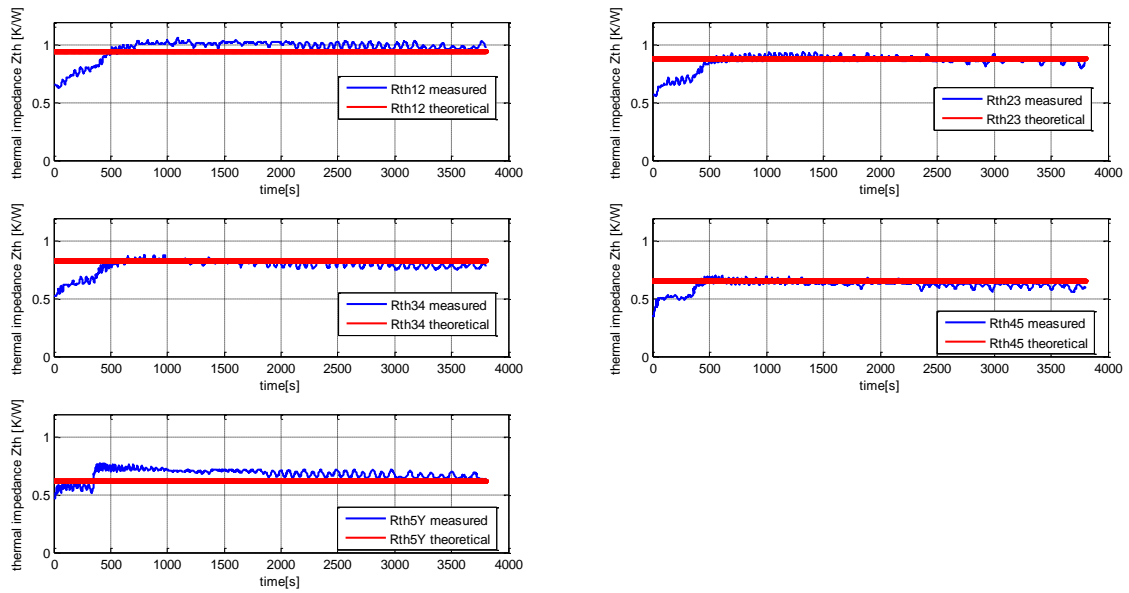 thermal impedance Zth [K/W]
1
0.5
0
Rth12 measured
Rth12 theoretical
0 500 1000 1500 2000 2500 3000 3500 4000
time[s]
thermal impedance Zth [K/W]
1
0.5
0
Rth23 measured
Rth23 theoretical
0 500 1000 1500 2000 2500 3000 3500 4000
time[s]
thermal impedance Zth [K/W]
1
0.5
0
Rth34 measured
Rth34 theoretical
0 500 1000 1500 2000 2500 3000 3500 4000
time[s]
thermal impedance Zth [K/W]
1
0.5
0
Rth45 measured
Rth45 theoretical
0 500 1000 1500 2000 2500 3000 3500 4000
time[s]
thermal impedance Zth [K/W]
1
0.5
0
Rth5Y measured
Rth5Y theoretical
0 500 1000 1500 2000 2500 3000 3500 4000
time[s]